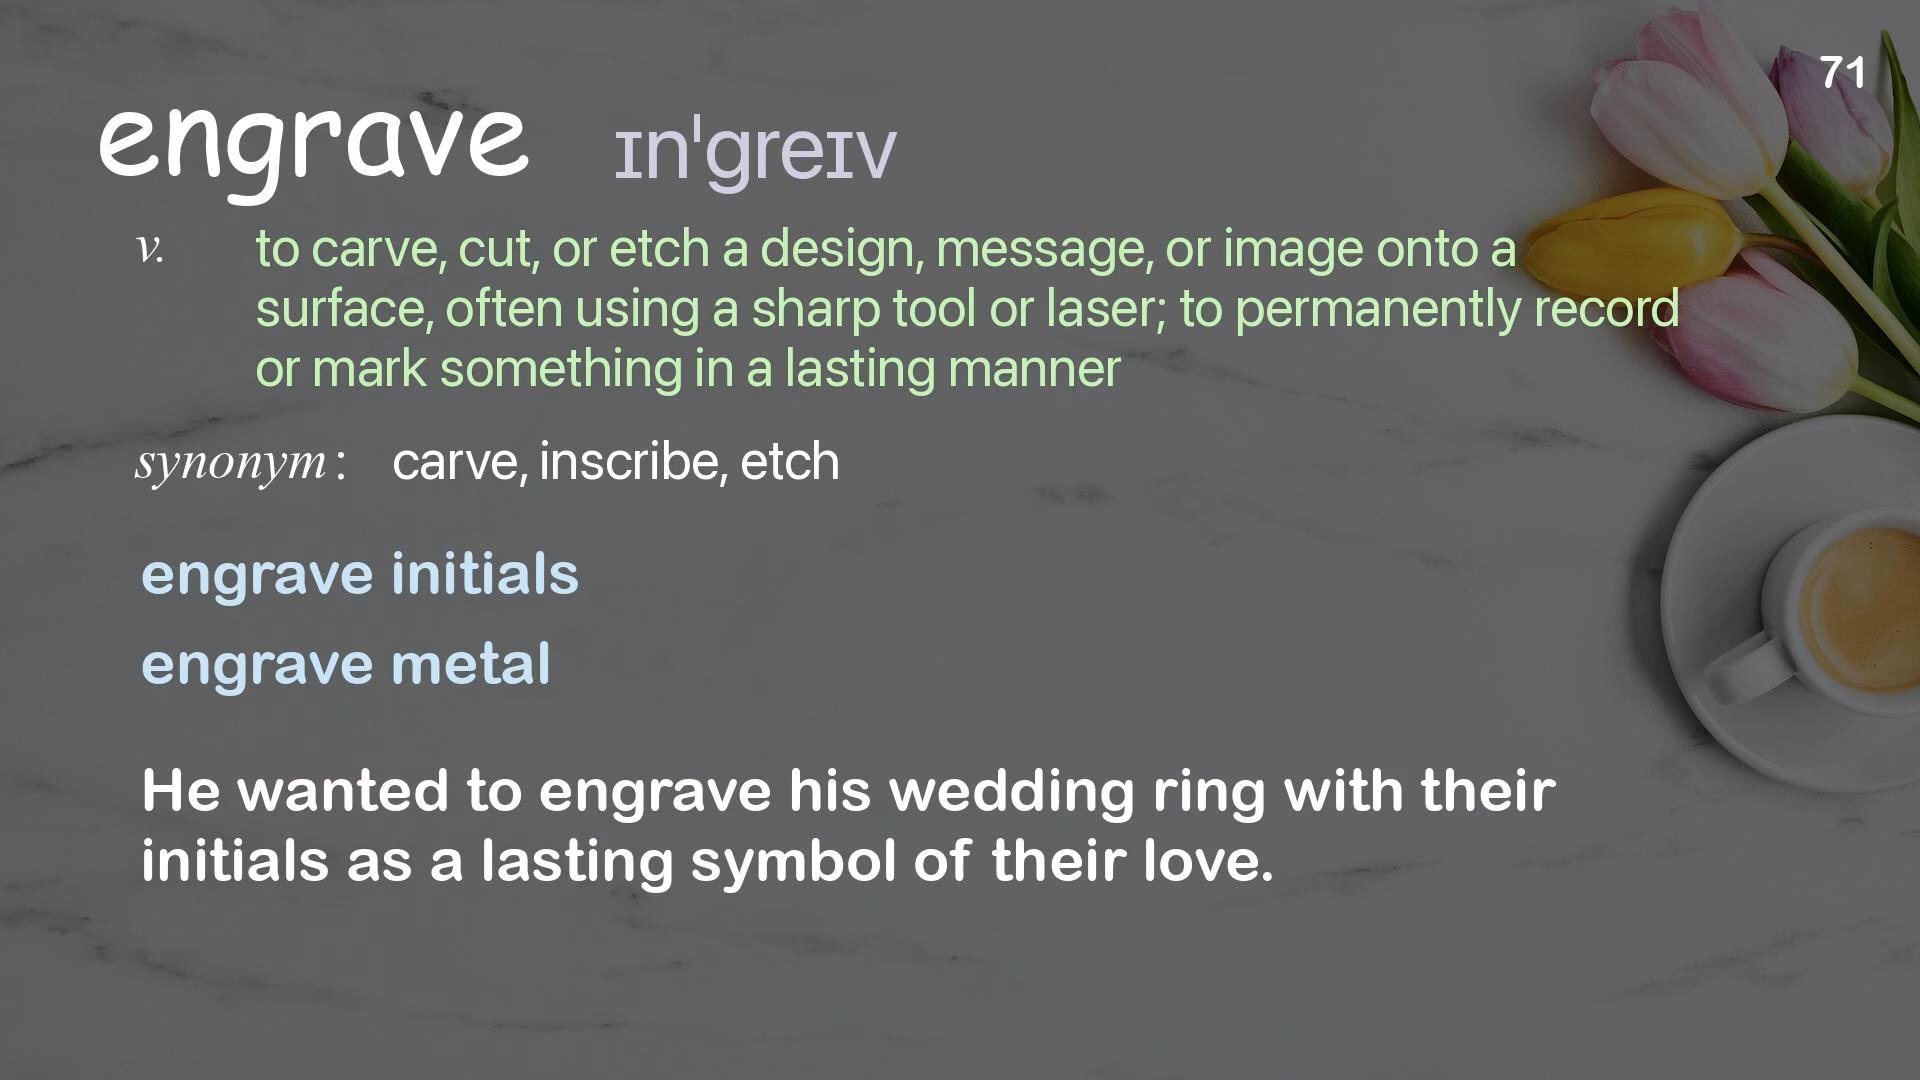 71
engrave ɪnˈgreɪv
v. to carve, cut, or etch a design, message, or image onto a
surface, often using a sharp tool or laser; to permanently record
or mark something in a lasting manner
synonym: carve, inscribe, etch
engrave initials
engrave metal
He wanted to engrave his wedding ring with their
initials as a lasting symbol of their love.